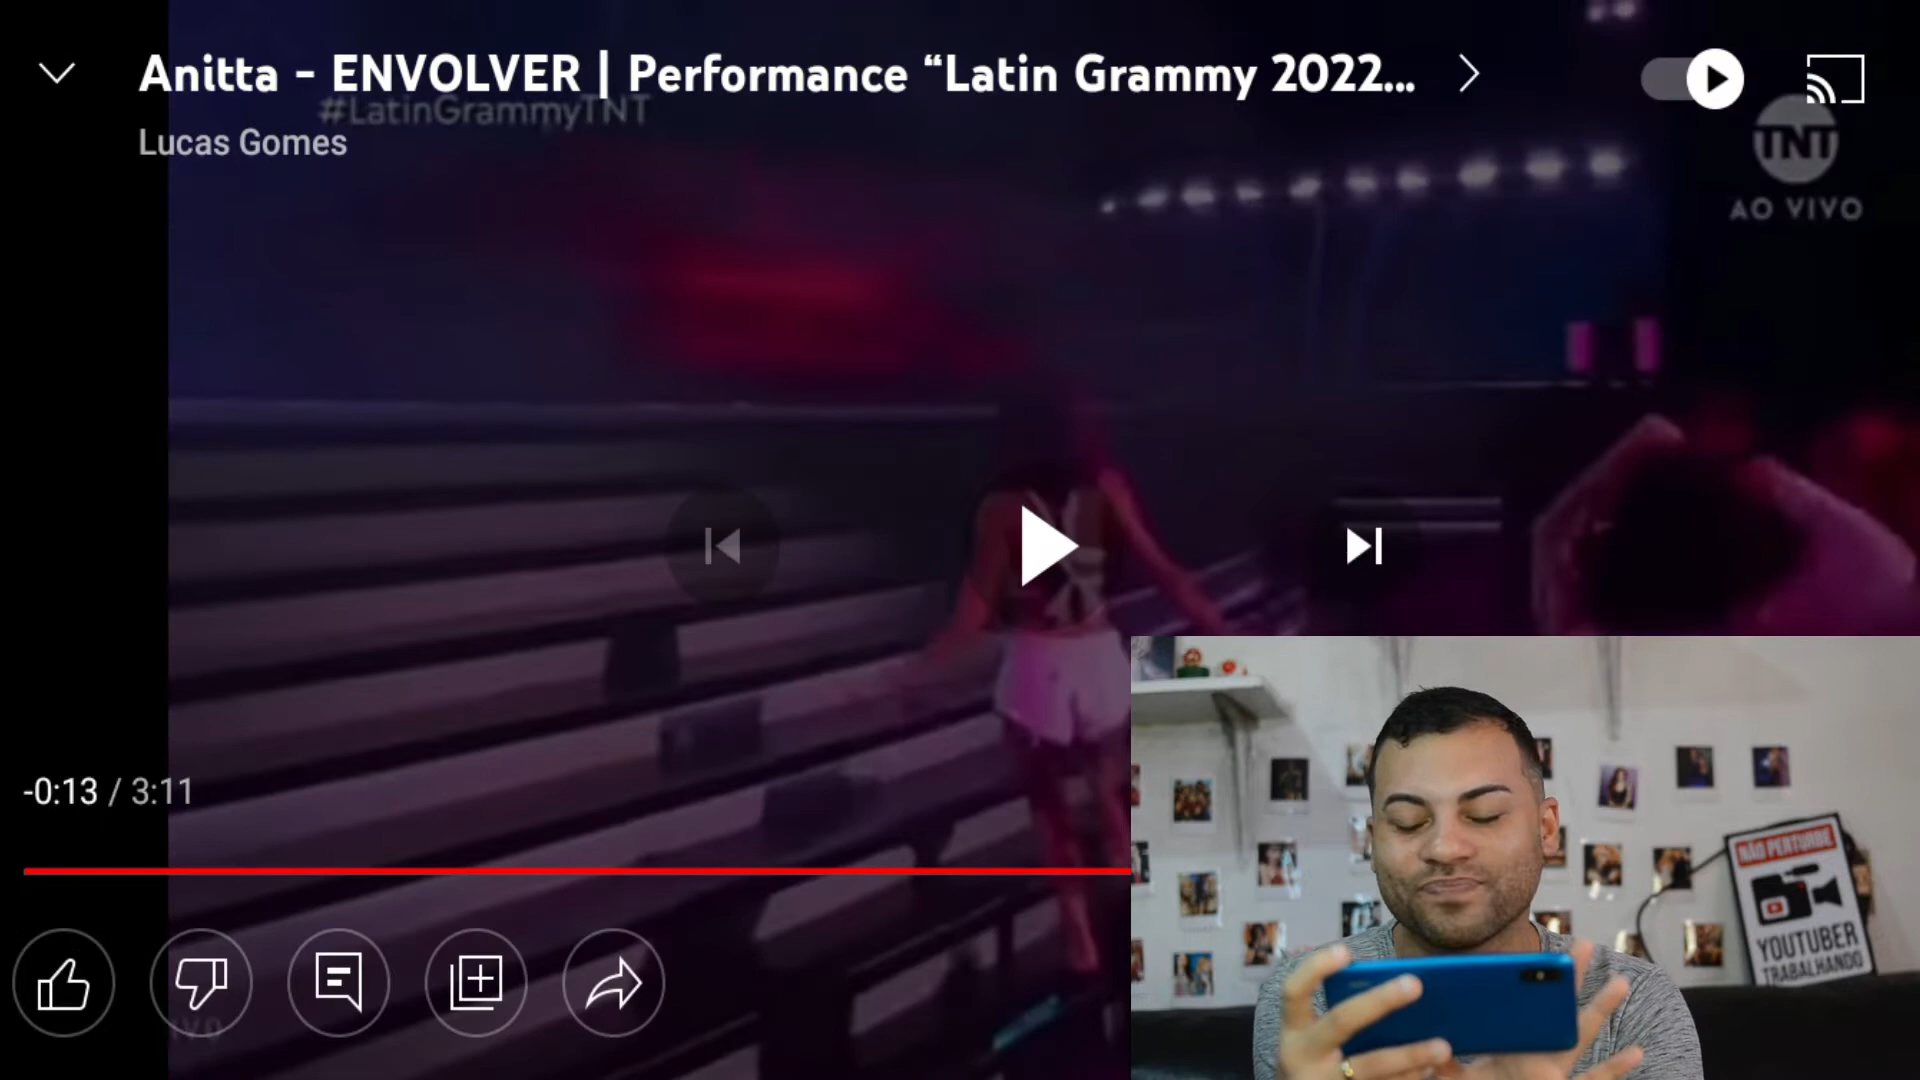 Anitta - ENVOLVER | Performance “Latin Grammy 2022...
#LatinGrammyTNT
Lucas Gomes
TNT
AO VIVO
-0:13 / 3:11
NÃO PERTURBE
YOUTUBER
TRABALHANDO